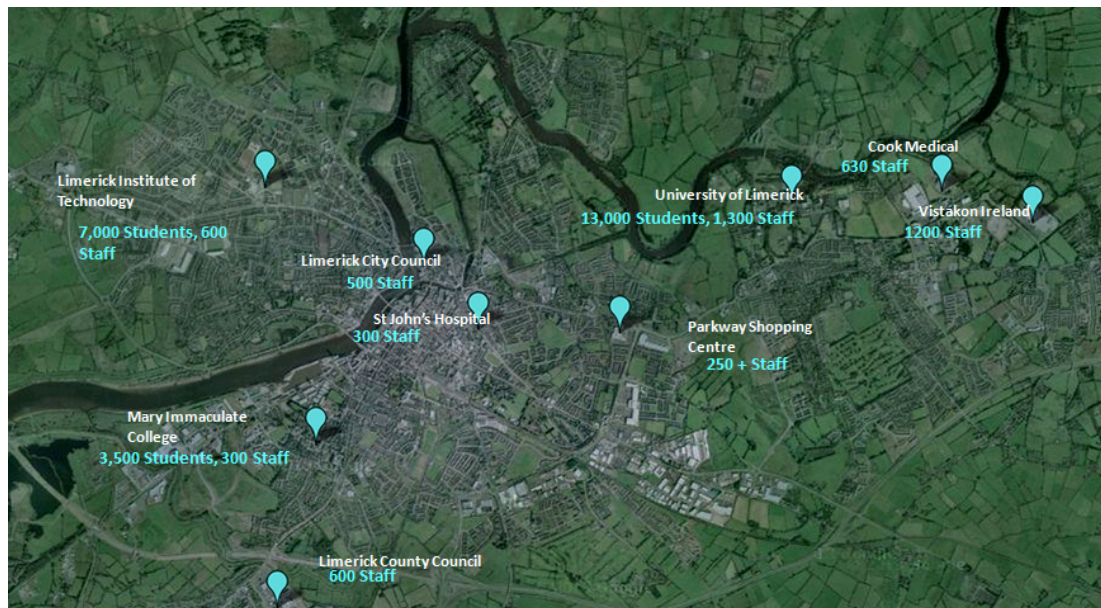 Cook Medical
630 Staff
Limerick Institute of
Technology
7,000 Students, 600
Staff
University of Limerick
13,000 Students, 1,300 Staff
Vistakon Ireland
1200 Staff
Limerick City Council
500 Staff
St John's Hospital
300 Staff
Parkway Shopping
Centre
250 + Staff
Mary Immaculate
College
3,500 Students, 300 Staff
Limerick County Council
600 Staff